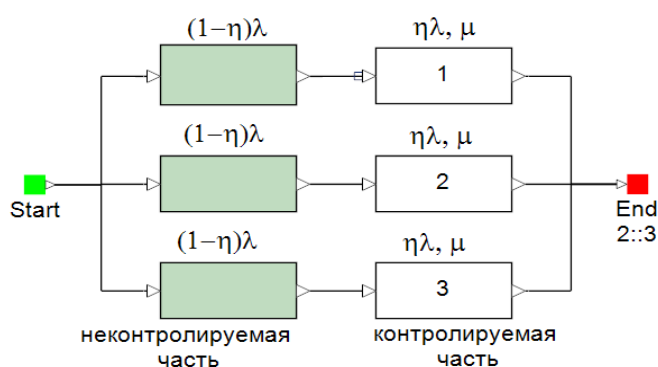 (1−η)λ
ηλ, μ
1
(1−η)λ
ηλ, μ
2
Start
End
2::3
(1−η)λ
ηλ, μ
3
неконтролируемая
часть
контролируемая
часть